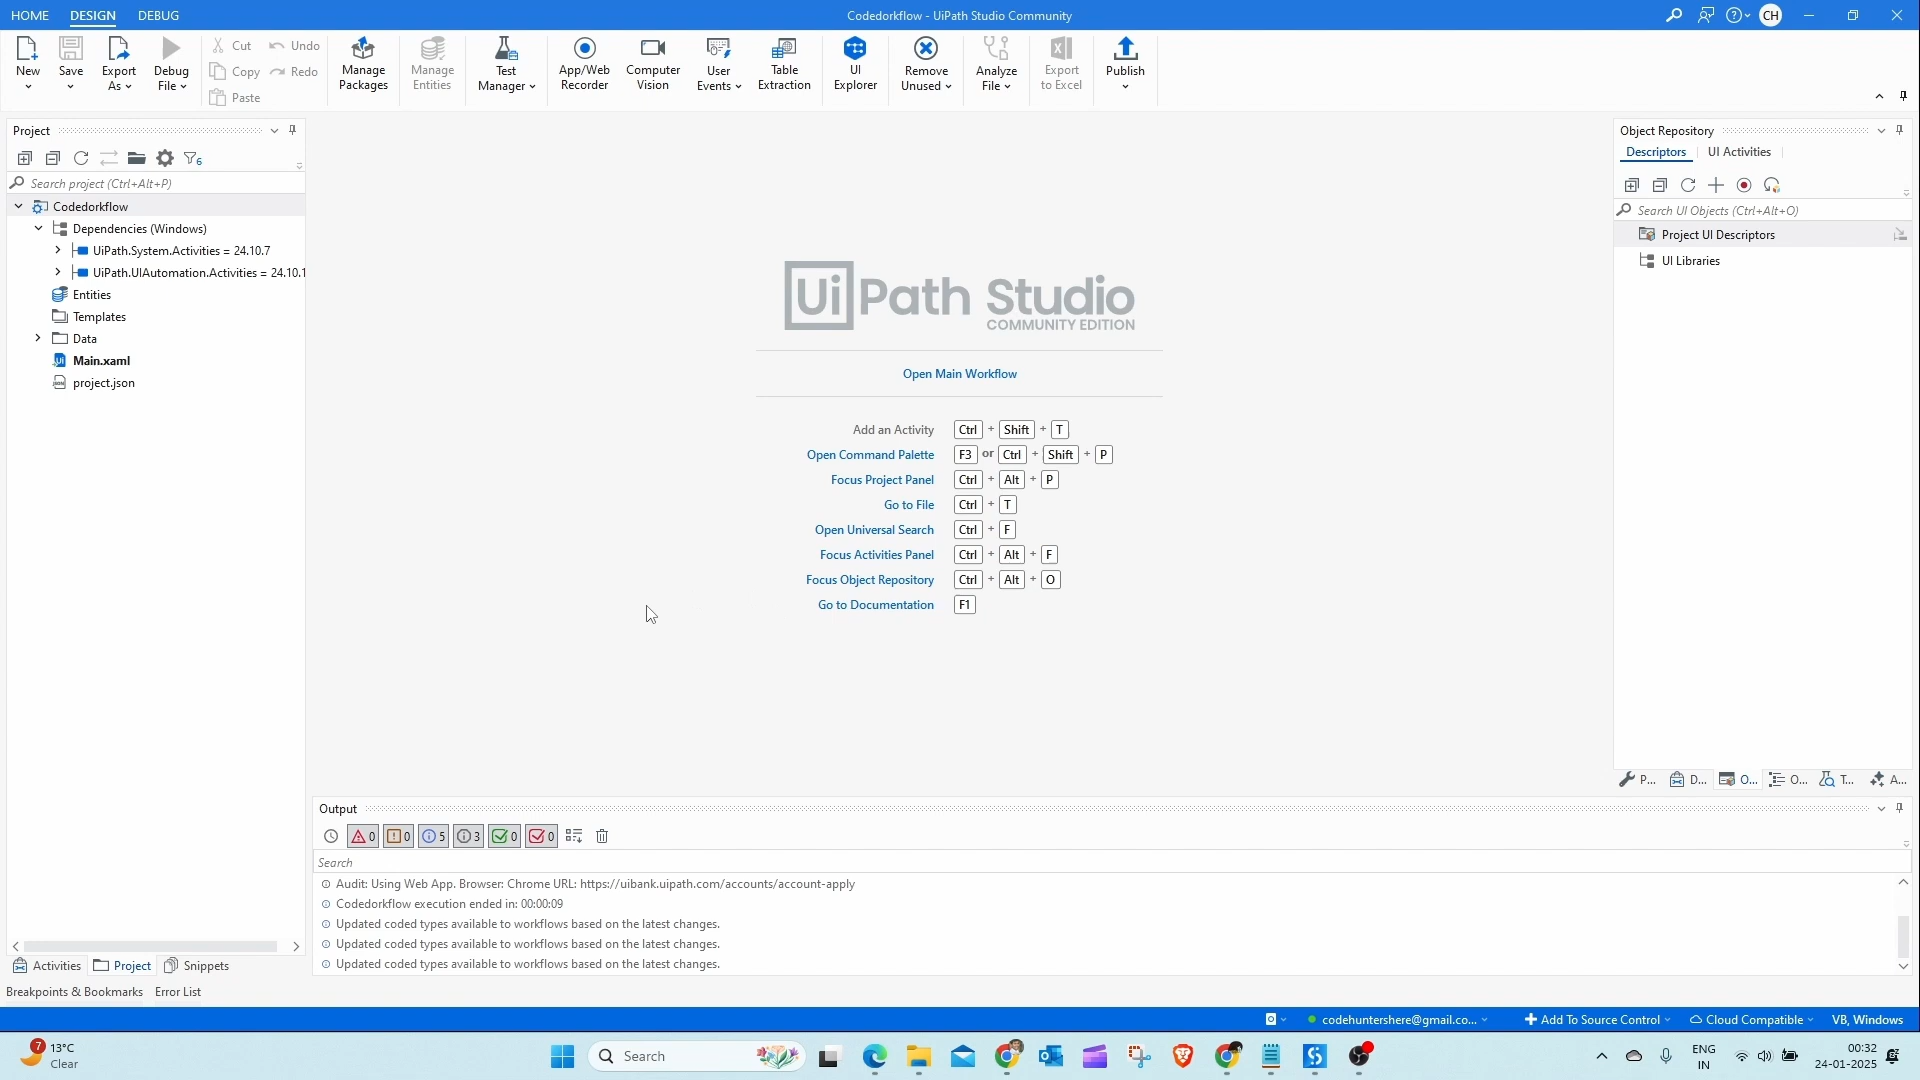 HOME DESIGN DEBUG
Codedorkflow - UiPath Studio Community
CH
New
Save
Export As
Debug File
Cut
Copy
Paste
Undo
Redo
Manage Packages
Manage Entities
Test Manager
App/Web Recorder
Computer Vision
User Events
Table Extraction
UI Explorer
Remove Unused
Analyze File
Export to Excel
Publish
Project
6
Search project (Ctrl+Alt+P)
Codedorkflow
Dependencies (Windows)
UiPath.System.Activities = 24.10.7
UiPath.UIAutomation.Activities = 24.10.1
Entities
Templates
Data
Main.xaml
project.json
Activities Project Snippets
Breakpoints & Bookmarks Error List
UiPath Studio
COMMUNITY EDITION
Open Main Workflow
Add an Activity Ctrl + Shift + T
Open Command Palette F3 or Ctrl + Shift + P
Focus Project Panel Ctrl + Alt + P
Go to File Ctrl + T
Open Universal Search Ctrl + F
Focus Activities Panel Ctrl + Alt + F
Focus Object Repository Ctrl + Alt + O
Go to Documentation F1
Object Repository
Descriptors UI Activities
Search UI Objects (Ctrl+Alt+O)
Project UI Descriptors
UI Libraries
P... D... O... O... T... A...
Output
0 0 5 3 0 0
Search
Audit: Using Web App. Browser: Chrome URL: https://uibank.uipath.com/accounts/account-apply
Codedorkflow execution ended in: 00:00:09
Updated coded types available to workflows based on the latest changes.
Updated coded types available to workflows based on the latest changes.
Updated coded types available to workflows based on the latest changes.
codehuntershere@gmail.co... Add To Source Control Cloud Compatible VB, Windows
7
13°C
Clear
Search
ENG
IN
00:32
24-01-2025